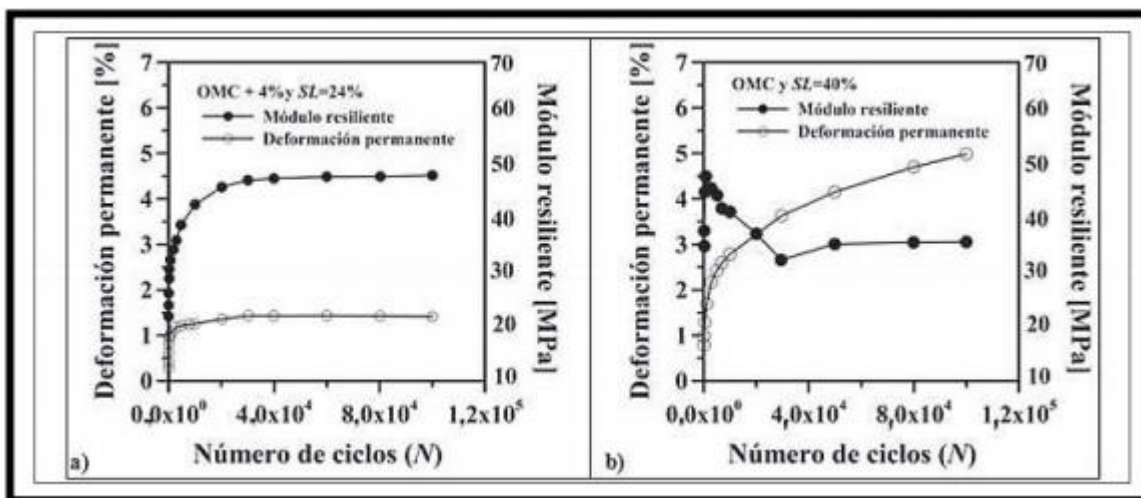 Deformación permanente [%]
7
6
5
4
3
2
1
0
OMC + 4% y SL=24%
Módulo resiliente
Deformación permanente
70
60
50
40
30
20
10
Módulo resiliente [MPa]
0,0x10⁰ 4,0x10⁴ 8,0x10⁴ 1,2x10⁵
Número de ciclos (N)
a)
Deformación permanente [%]
7
6
5
4
3
2
1
0
OMC y SL=40%
Módulo resiliente
Deformación permanente
70
60
50
40
30
20
10
Módulo resiliente [MPa]
0,0x10⁰ 4,0x10⁴ 8,0x10⁴ 1,2x10⁵
Número de ciclos (N)
b)